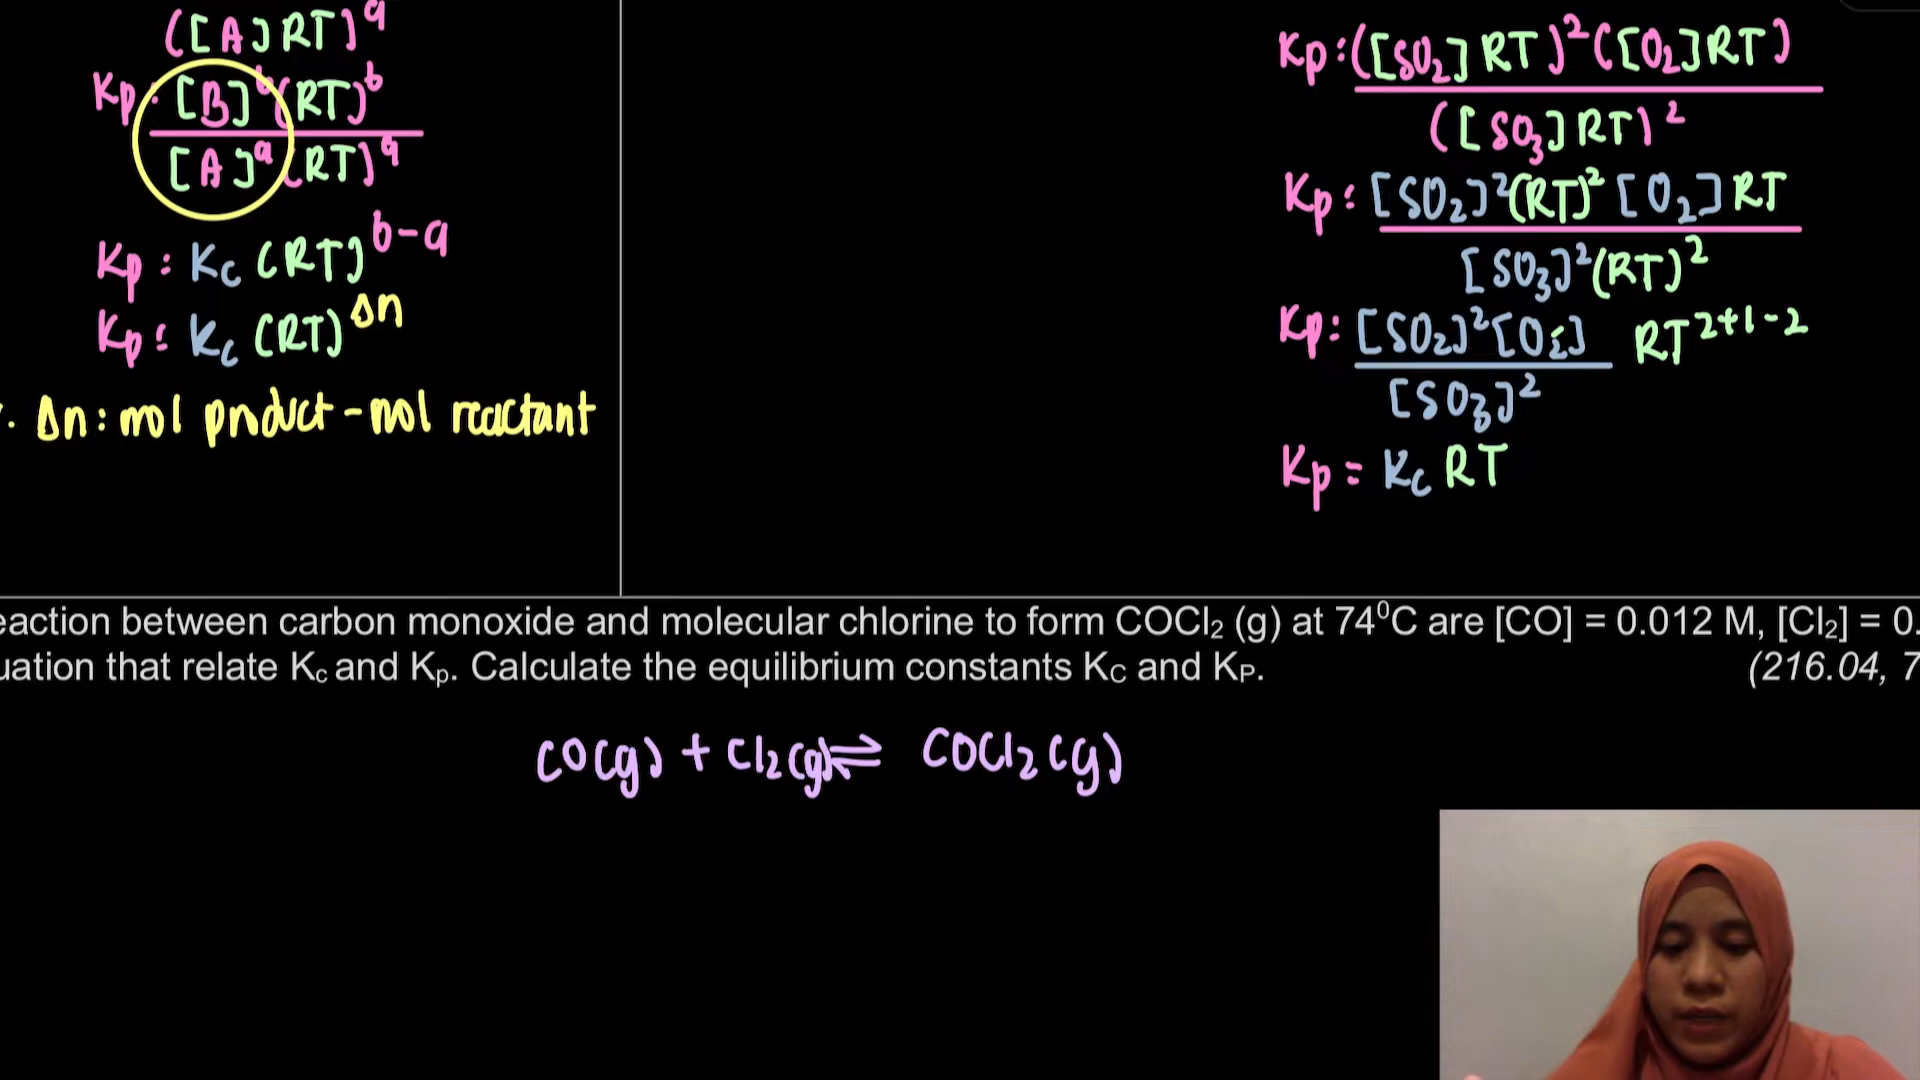 ([A]RT)ᵃ
Kp : [B]ᵇ(RT)ᵇ
[A]ᵃ(RT)ᵃ
Kp : Kc (RT)ᵇ⁻ᵃ
Kp : Kc (RT)^Δn
Δn : mol product - mol reactant
Kp : ([SO₂]RT)²([O₂]RT)
([SO₃]RT)²
Kp : [SO₂]²(RT)²[O₂]RT
[SO₃]²(RT)²
Kp : [SO₂]²[O₂] RT²⁺¹⁻²
[SO₃]²
Kp = Kc RT
eaction between carbon monoxide and molecular chlorine to form COCl₂ (g) at 74⁰C are [CO] = 0.012 M, [Cl₂] = 0.
uation that relate Kc and Kp. Calculate the equilibrium constants KC and KP.
(216.04, 7
CO(g) + Cl₂(g) ⇌ COCl₂(g)